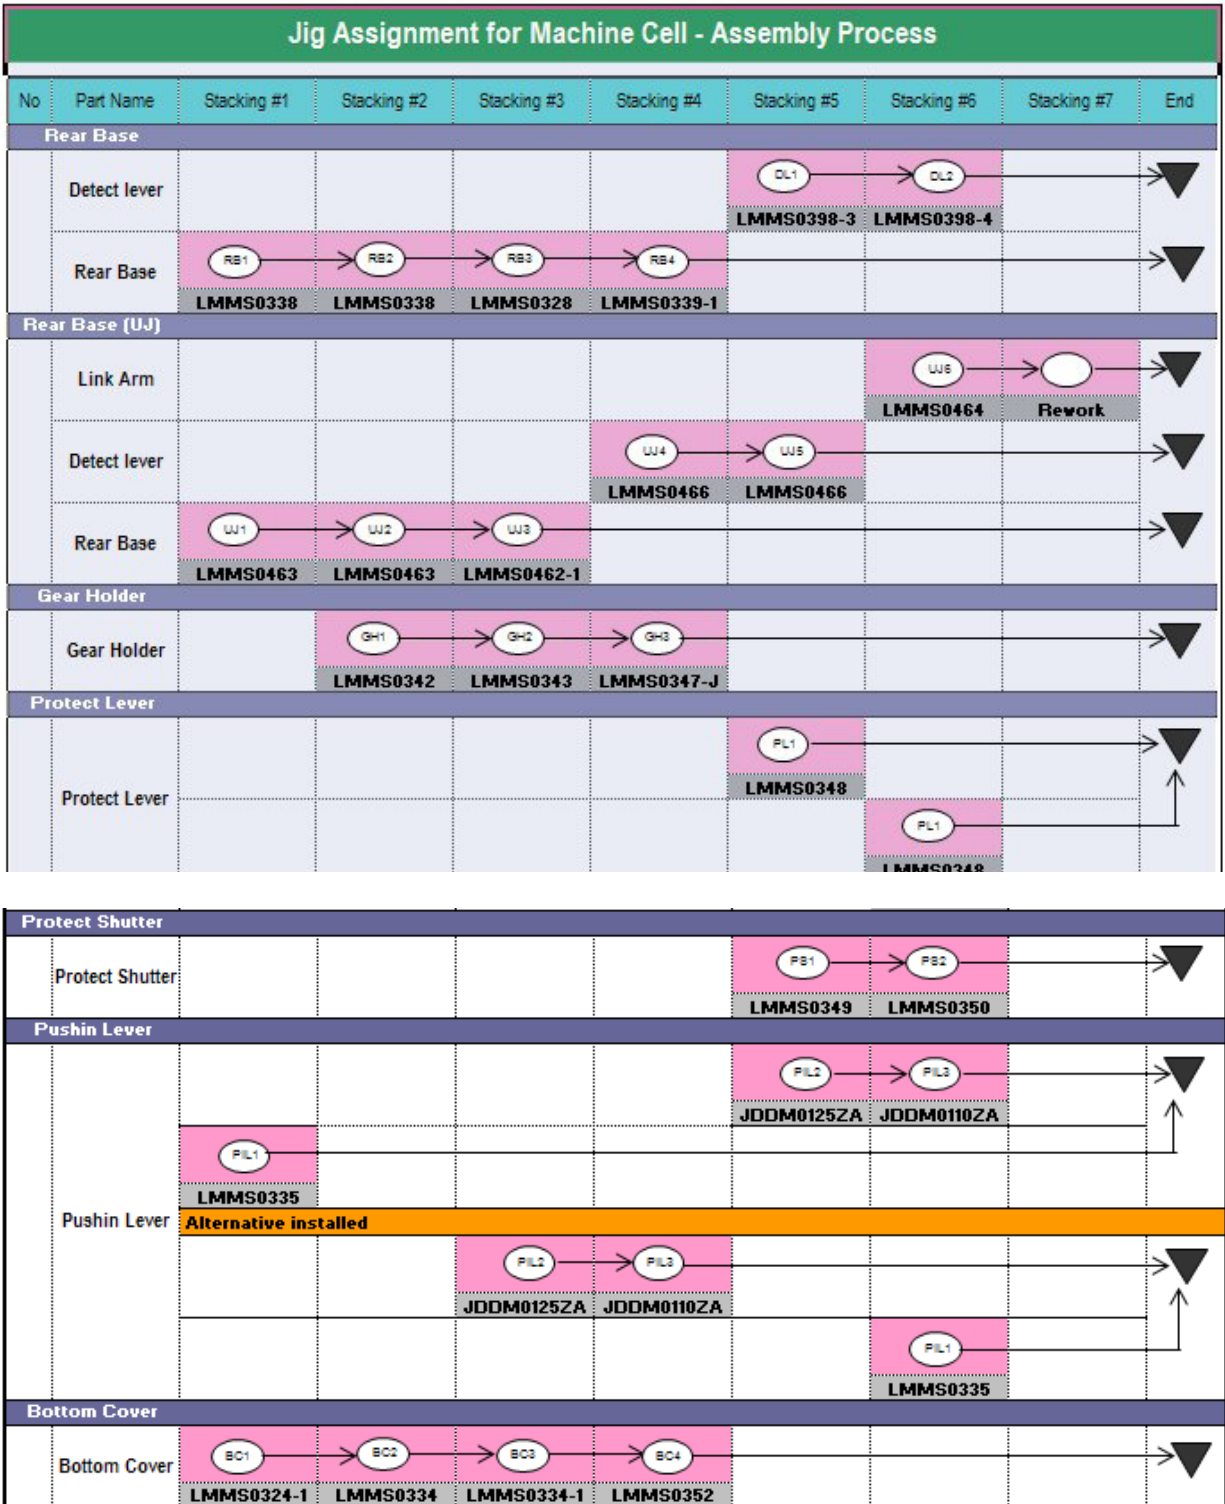 Jig Assignment for Machine Cell - Assembly Process
No Part Name Stacking #1 Stacking #2 Stacking #3 Stacking #4 Stacking #5 Stacking #6 Stacking #7 End
Rear Base
DL1 DL2
Detect lever
LMMS0398-3 LMMS0398-4
RB1 RB2 RB3 RB4
Rear Base
LMMS0338 LMMS0338 LMMS0328 LMMS0339-1
Rear Base (UJ)
UJ6
Link Arm
LMMS0464 Rework
UJ4 UJ5
Detect lever
LMMS0466 LMMS0466
UJ1 UJ2 UJ3
Rear Base
LMMS0463 LMMS0463 LMMS0462-1
Gear Holder
GH1 GH2 GH3
Gear Holder
LMMS0342 LMMS0343 LMMS0347-J
Protect Lever
PL1
LMMS0348
Protect Lever
PL1
LMMS0348
Protect Shutter
PS1 PS2
Protect Shutter
LMMS0349 LMMS0350
Pushin Lever
PIL2 PIL3
JDDM0125ZA JDDM0110ZA
PIL1
LMMS0335
Pushin Lever Alternative installed
PIL2 PIL3
JDDM0125ZA JDDM0110ZA
PIL1
LMMS0335
Bottom Cover
BC1 BC2 BC3 BC4
Bottom Cover
LMMS0324-1 LMMS0334 LMMS0334-1 LMMS0352